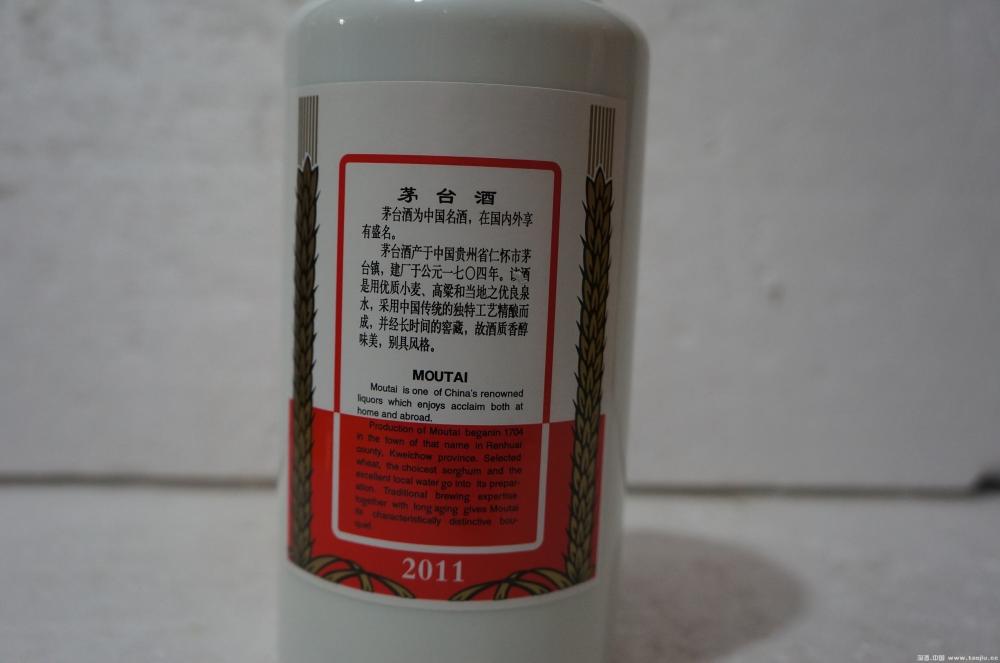 茅台酒
茅台酒为中国名酒，在国内外享
有盛名。
茅台酒产于中国贵州省仁怀市茅
台镇，建厂于公元一七〇四年。该酒
是用优质小麦、高粱和当地之优良泉
水，采用中国传统的独特工艺精酿而
成，并经长时间的窖藏，故酒质香醇
味美，别具风格。
MOUTAI
Moutai is one of China's renowned
liquors which enjoys acclaim both at
home and abroad.
Production of Moutai beganin 1704
in the town of that name in Renhuai
county, Kweichow province. Selected
wheat, the choicest sorghum and the
excellent local water go into its prepar-
ation. Traditional brewing expertise
together with long aging gives Moutai
its characteristically distinctive bou-
quet.
2011
淘酒.中国 www.taojiu.cc